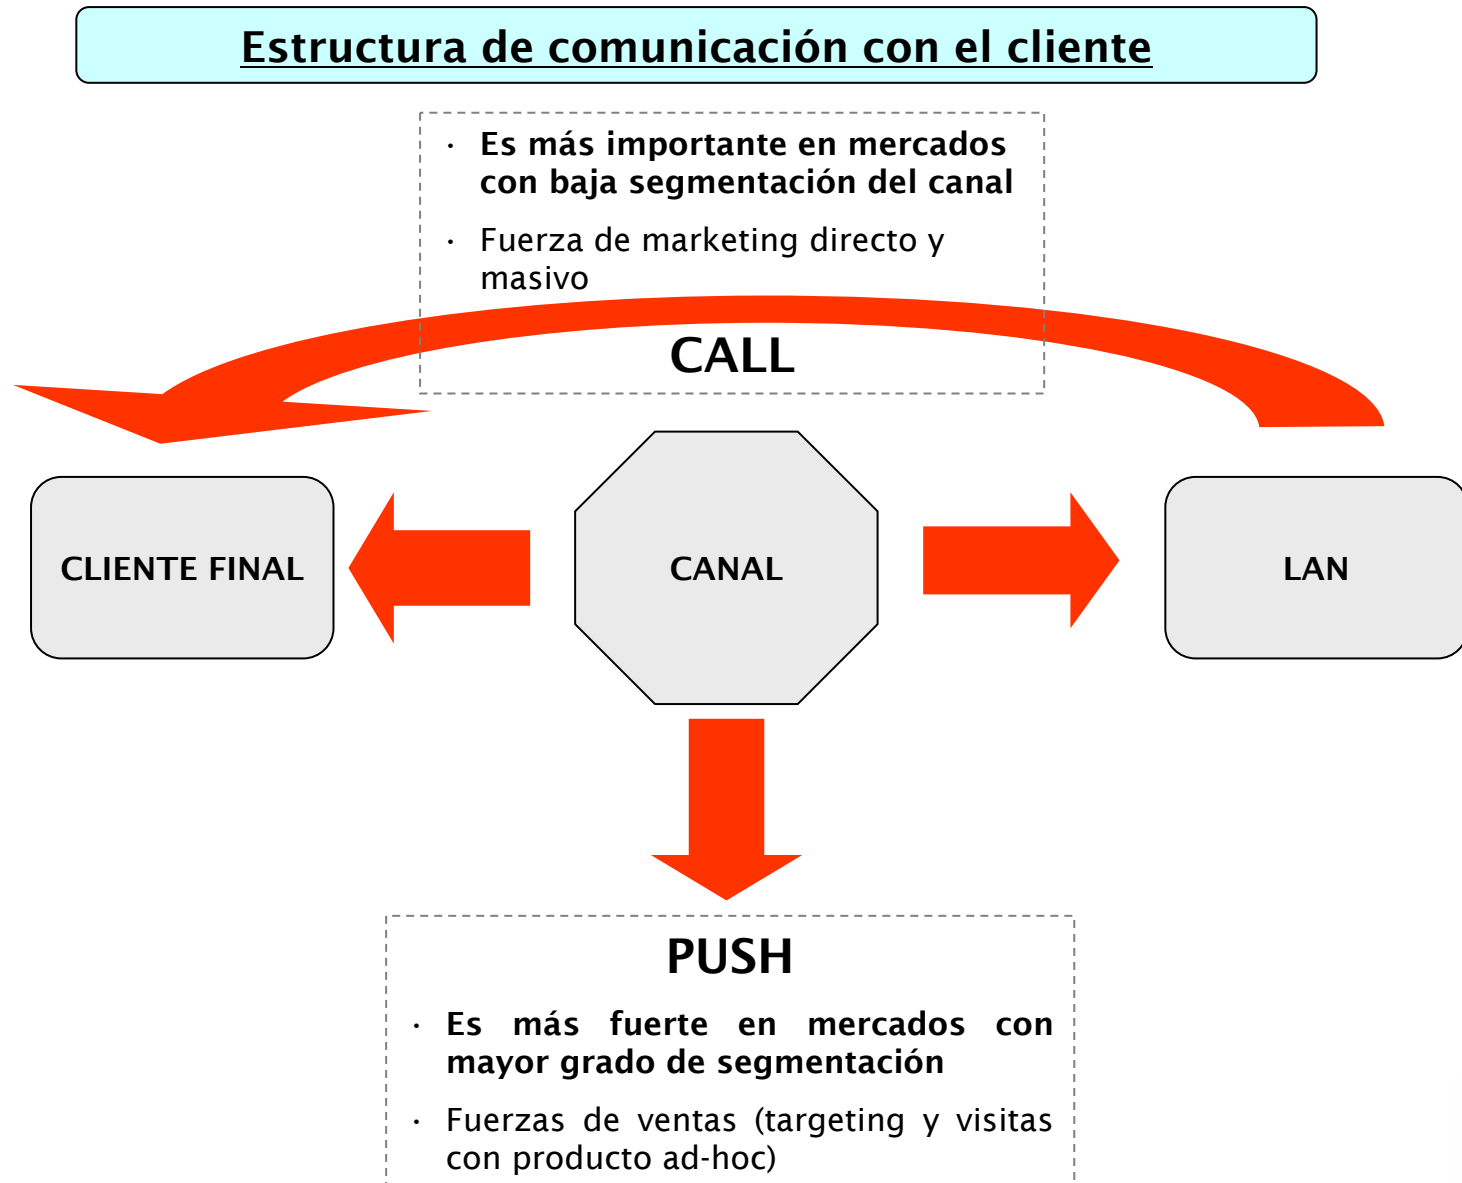 Estructura de comunicación con el cliente
· Es más importante en mercados
con baja segmentación del canal
· Fuerza de marketing directo y
masivo
CALL
CLIENTE FINAL
CANAL
LAN
PUSH
· Es más fuerte en mercados con
mayor grado de segmentación
· Fuerzas de ventas (targeting y visitas
con producto ad-hoc)